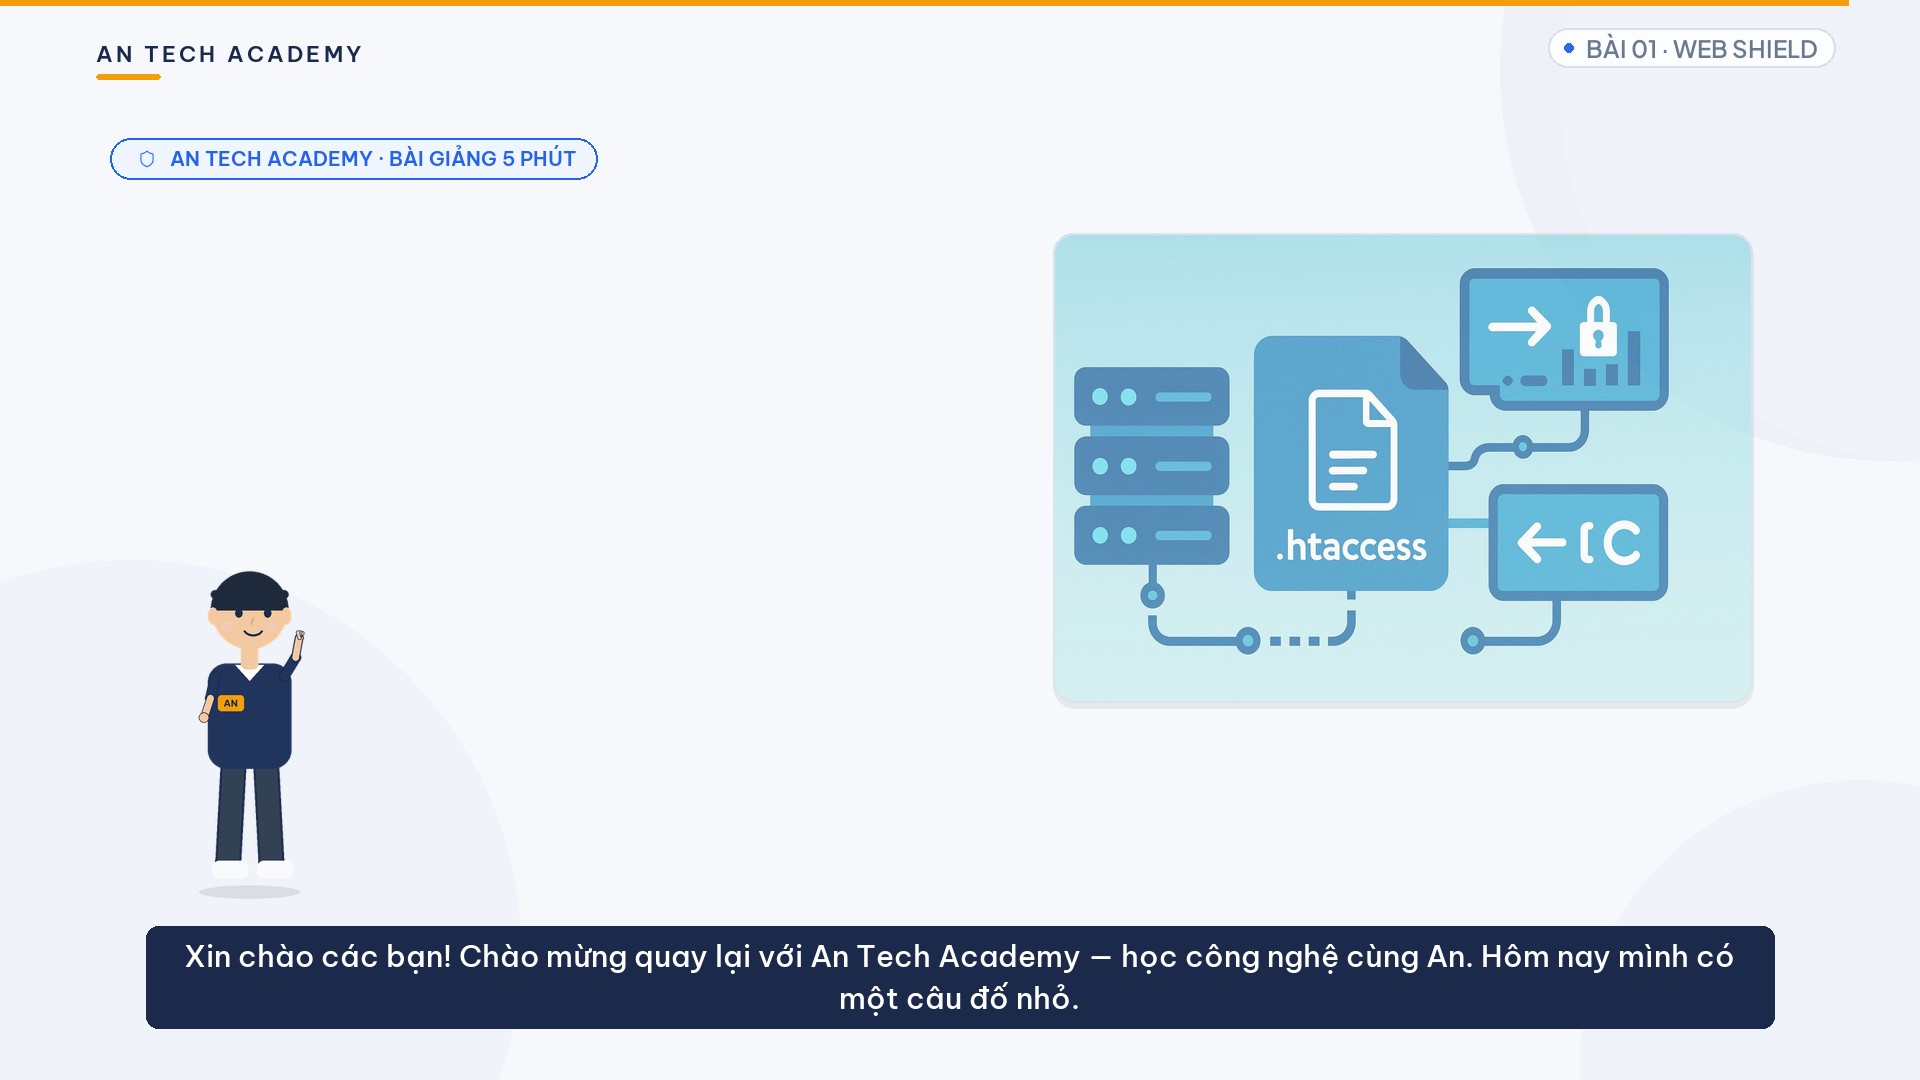 AN TECH ACADEMY
BÀI 01 · WEB SHIELD
AN TECH ACADEMY · BÀI GIẢNG 5 PHÚT
.htaccess
AN
Xin chào các bạn! Chào mừng quay lại với An Tech Academy — học công nghệ cùng An. Hôm nay mình có
một câu đố nhỏ.